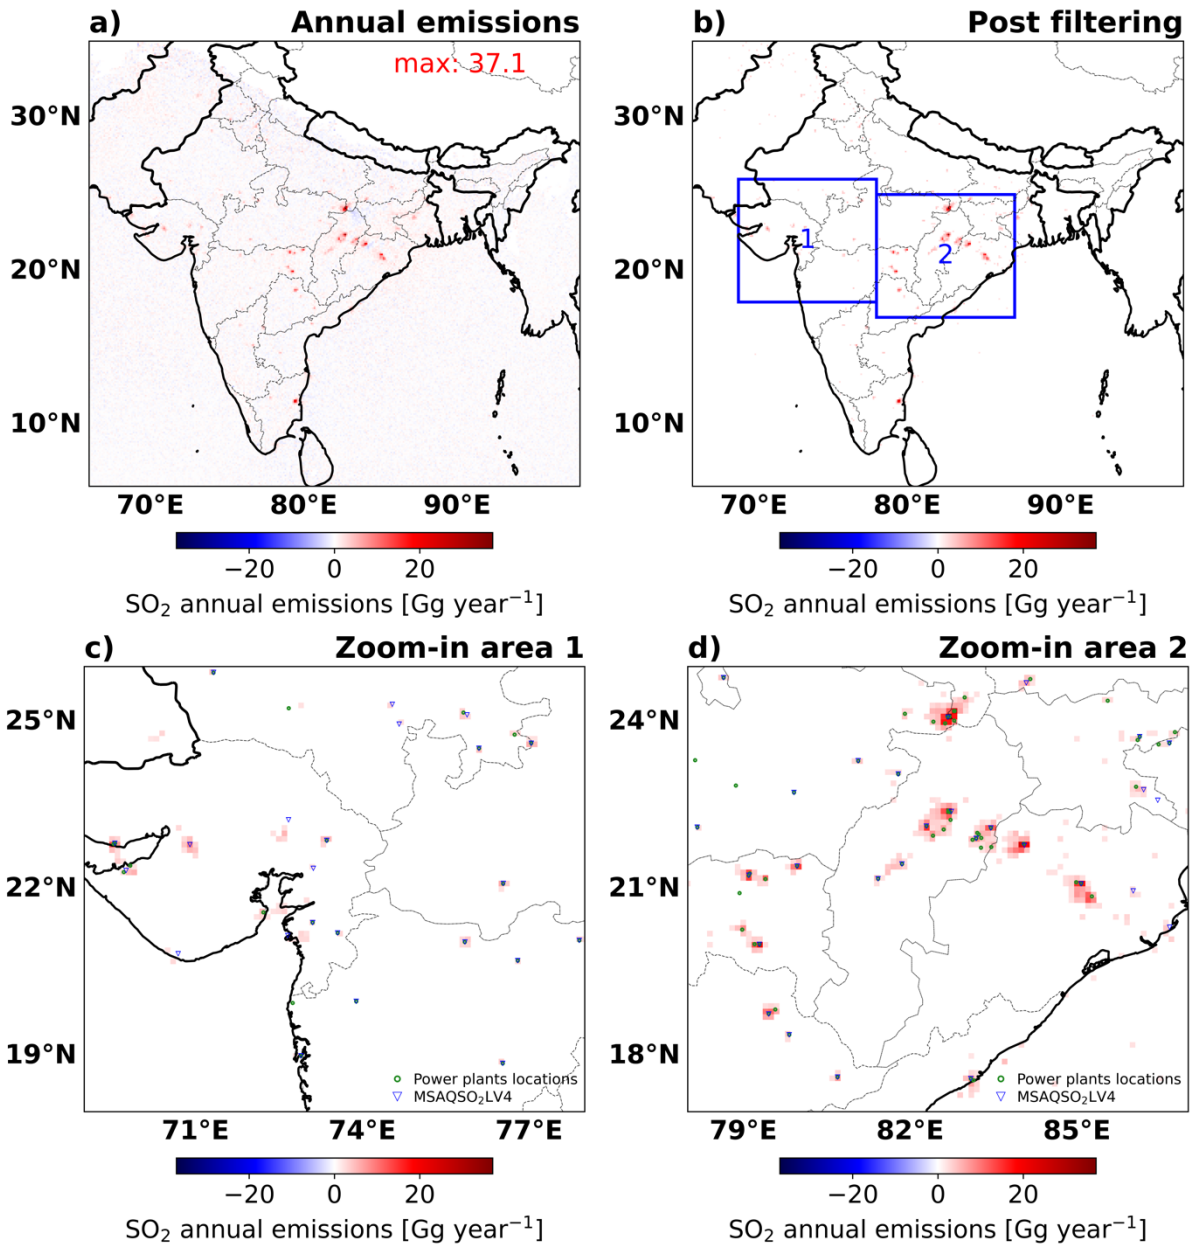 a) Annual emissions
max: 37.1
30°N
20°N
10°N
70°E 80°E 90°E
−20 0 20
SO₂ annual emissions [Gg year⁻¹]
b) Post filtering
30°N
20°N
10°N
1
2
70°E 80°E 90°E
−20 0 20
SO₂ annual emissions [Gg year⁻¹]
c) Zoom-in area 1
25°N
22°N
19°N
Power plants locations
MSAQSO₂LV4
71°E 74°E 77°E
−20 0 20
SO₂ annual emissions [Gg year⁻¹]
d) Zoom-in area 2
24°N
21°N
18°N
Power plants locations
MSAQSO₂LV4
79°E 82°E 85°E
−20 0 20
SO₂ annual emissions [Gg year⁻¹]